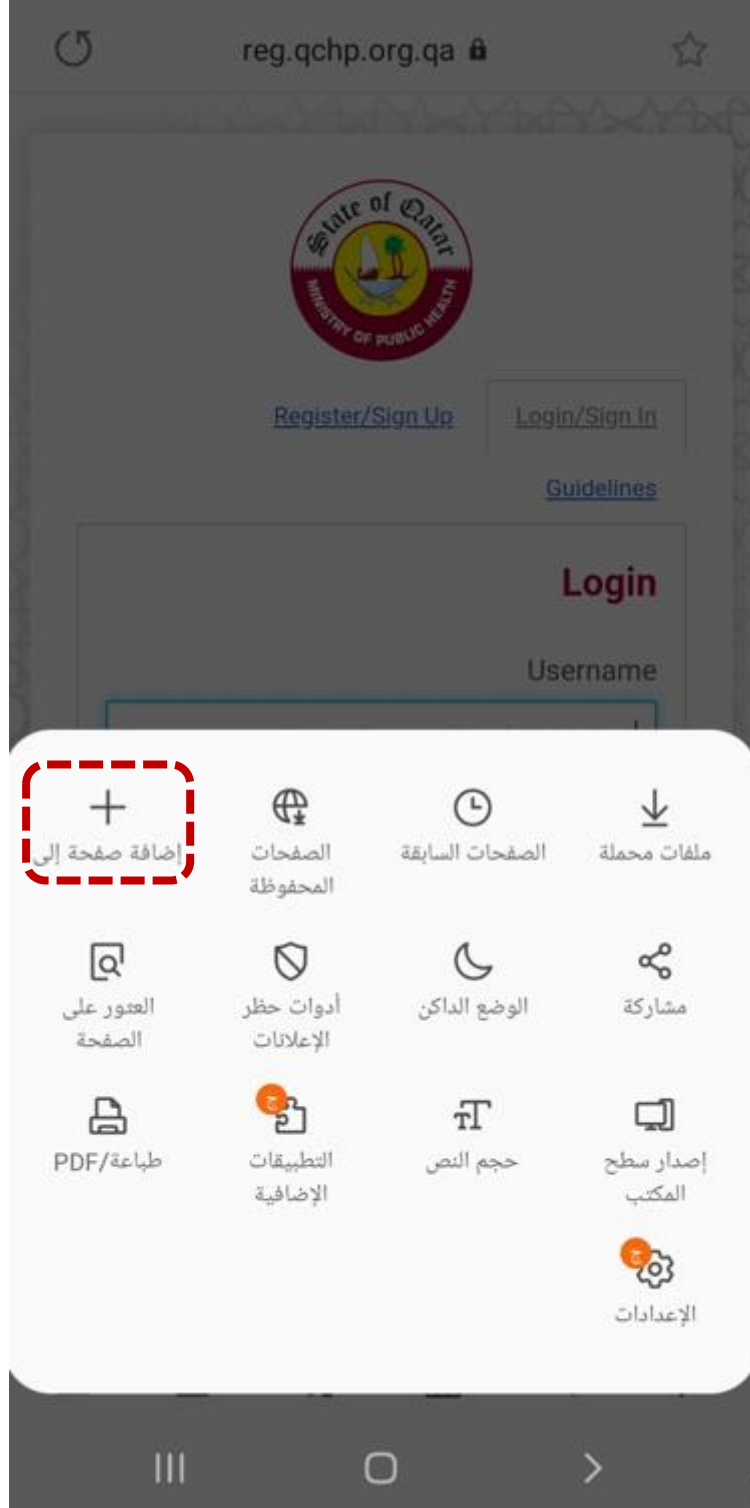 reg.qchp.org.qa
State of Qatar
MINISTRY OF PUBLIC HEALTH
Register/Sign Up
Login/Sign In
Guidelines
Login
Username
ملفات محملة
الصفحات السابقة
الصفحات
المحفوظة
إضافة صفحة إلى
مشاركة
الوضع الداكن
أدوات حظر
الإعلانات
العثور على
الصفحة
إصدار سطح
المكتب
حجم النص
ج
التطبيقات
الإضافية
طباعة/PDF
ج
الإعدادات